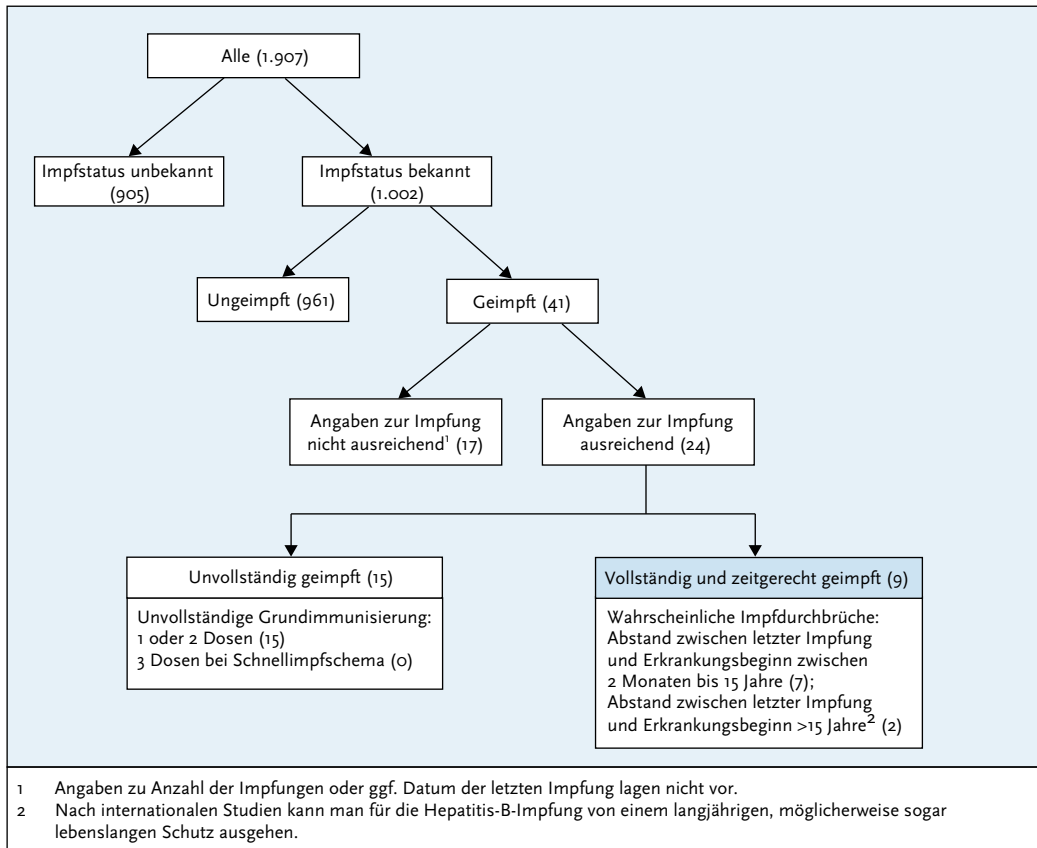 Alle (1.907)
Impfstatus unbekannt
(905)
Impfstatus bekannt
(1.002)
Ungeimpft (961)
Geimpft (41)
Angaben zur Impfung
nicht ausreichend¹ (17)
Angaben zur Impfung
ausreichend (24)
Unvollständig geimpft (15)
Unvollständige Grundimmunisierung:
1 oder 2 Dosen (15)
3 Dosen bei Schnellimpfschema (0)
Vollständig und zeitgerecht geimpft (9)
Wahrscheinliche Impfdurchbrüche:
Abstand zwischen letzter Impfung
und Erkrankungsbeginn zwischen
2 Monaten bis 15 Jahre (7);
Abstand zwischen letzter Impfung
und Erkrankungsbeginn >15 Jahre² (2)
1 Angaben zu Anzahl der Impfungen oder ggf. Datum der letzten Impfung lagen nicht vor.
2 Nach internationalen Studien kann man für die Hepatitis-B-Impfung von einem langjährigen, möglicherweise sogar
lebenslangen Schutz ausgehen.